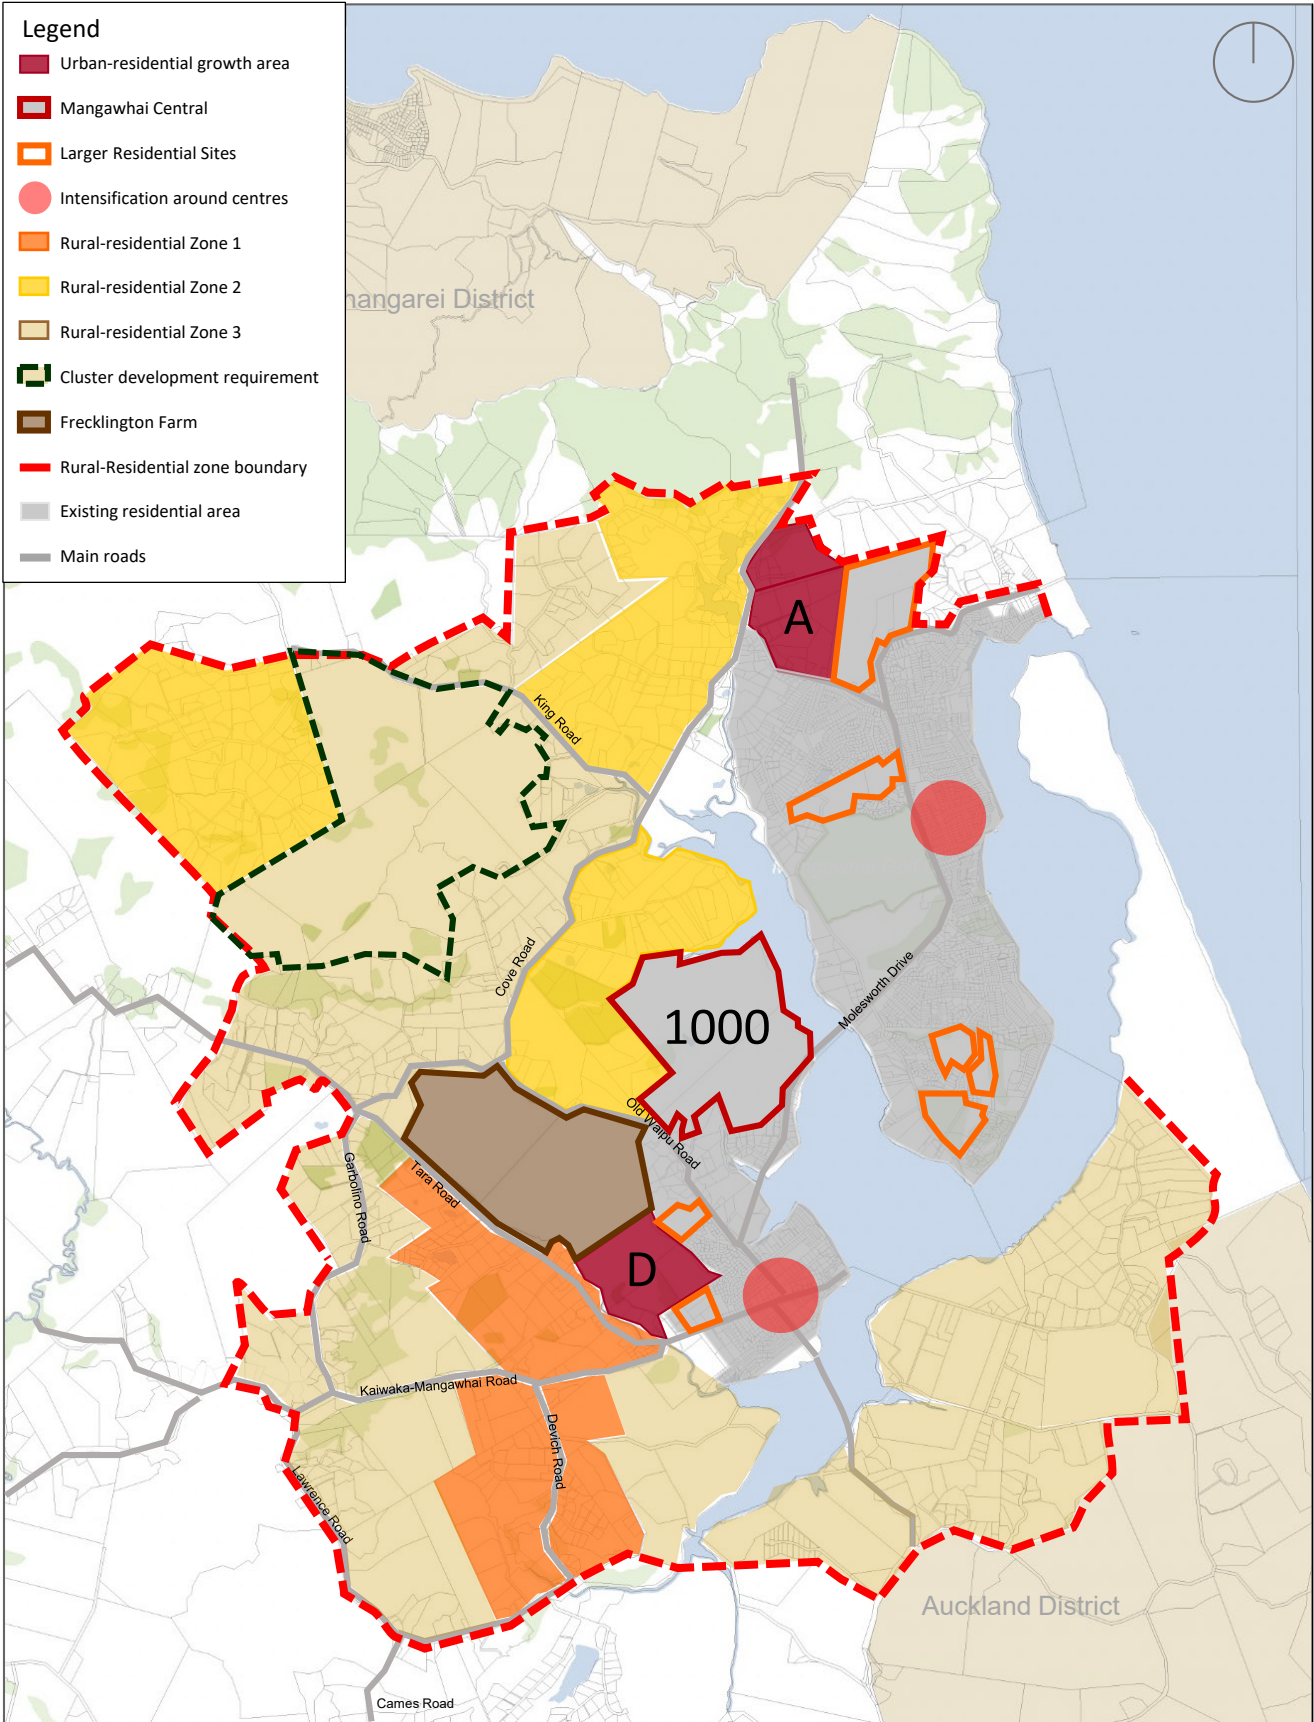 Legend
Urban-residential growth area
Mangawhai Central
Larger Residential Sites
Intensification around centres
Rural-residential Zone 1
Rural-residential Zone 2
Rural-residential Zone 3
Cluster development requirement
Frecklington Farm
Rural-Residential zone boundary
Existing residential area
Main roads
hangarei District
A
King Road
Cove Road
Molesworth Drive
1000
Old Waipu Road
Tara Road
Garbolino Road
D
Kaiwaka-Mangawhai Road
Devich Road
Lawrence Road
Auckland District
Cames Road